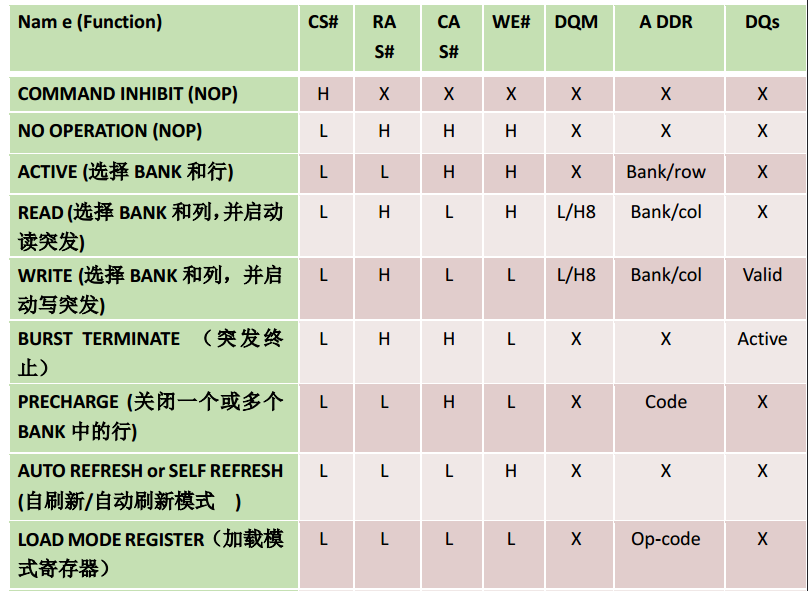 Nam e (Function) CS# RA CA WE# DQM A DDR DQs
S# S#
COMMAND INHIBIT (NOP) H X X X X X X
NO OPERATION (NOP) L H H H X X X
ACTIVE (选择 BANK 和行) L L H H X Bank/row X
READ (选择 BANK 和列，并启动 L H L H L/H8 Bank/col X
读突发)
WRITE (选择 BANK 和列，并启 L H L L L/H8 Bank/col Valid
动写突发)
BURST TERMINATE （突发终 L H H L X X Active
止）
PRECHARGE (关闭一个或多个 L L H L X Code X
BANK 中的行)
AUTO REFRESH or SELF REFRESH L L L H X X X
(自刷新/自动刷新模式 )
LOAD MODE REGISTER（加载模 L L L L X Op-code X
式寄存器）